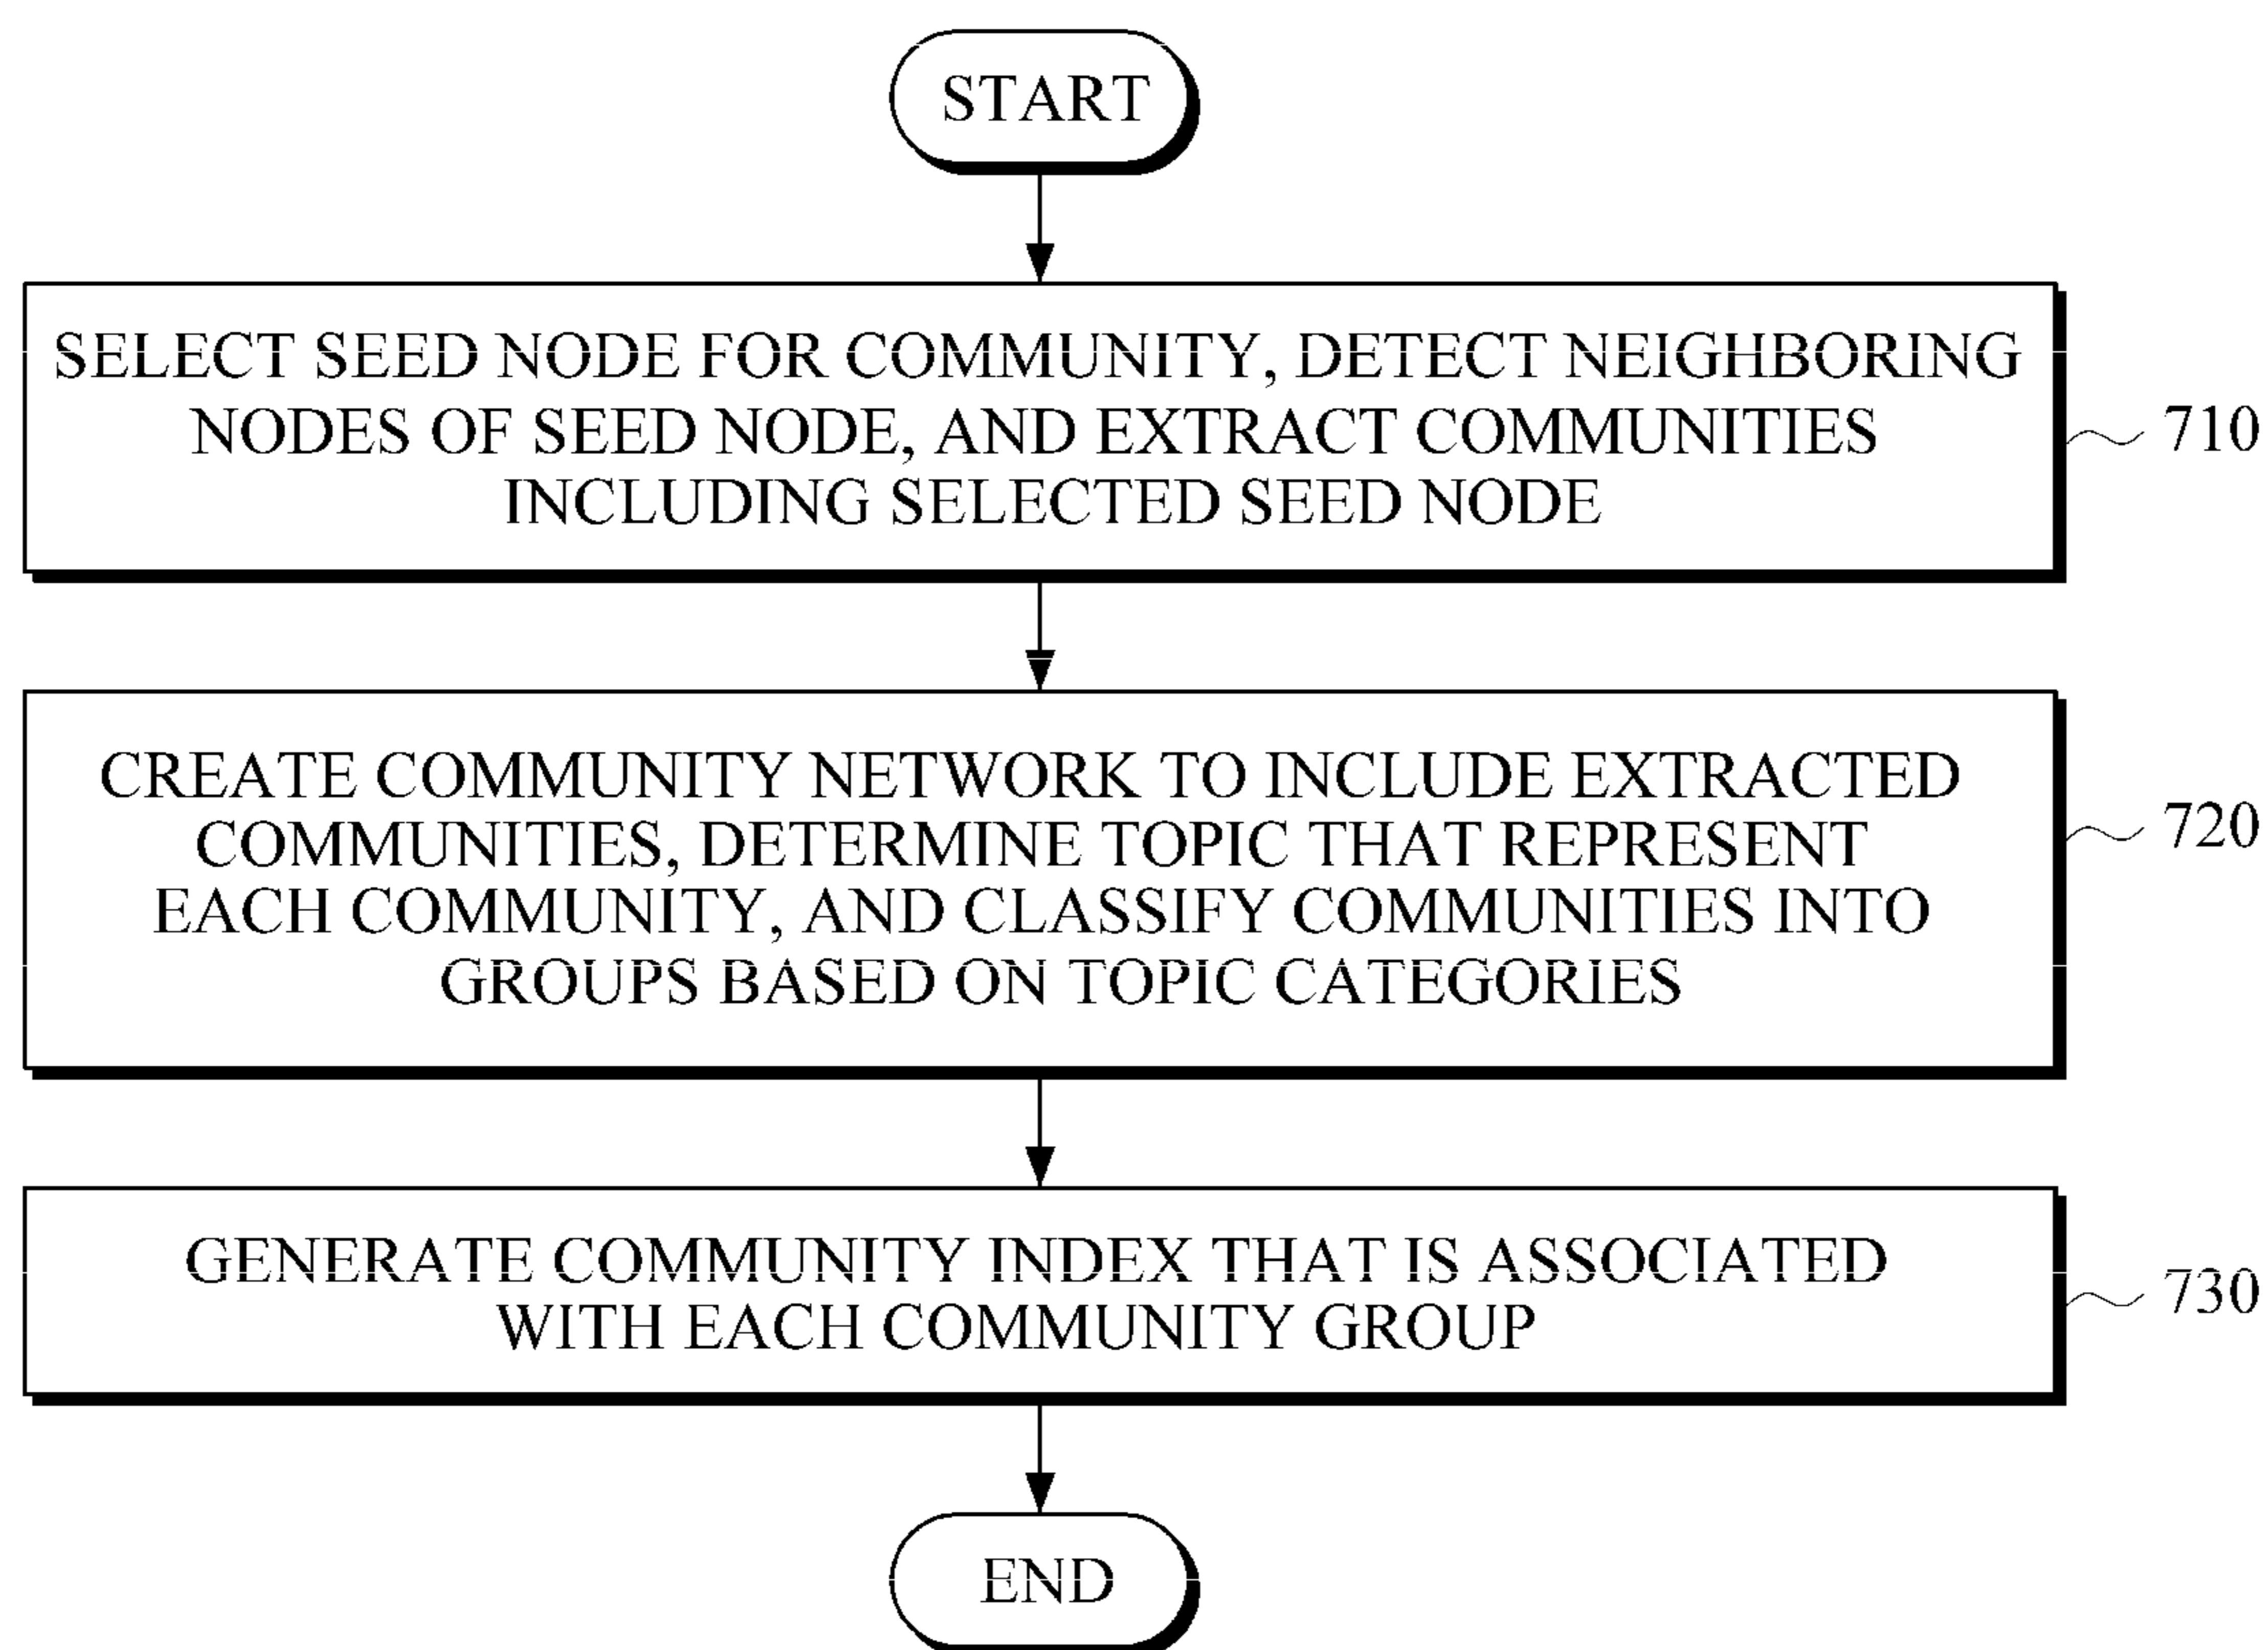 START
SELECT SEED NODE FOR COMMUNITY, DETECT NEIGHBORING
NODES OF SEED NODE, AND EXTRACT COMMUNITIES
INCLUDING SELECTED SEED NODE
710
CREATE COMMUNITY NETWORK TO INCLUDE EXTRACTED
COMMUNITIES, DETERMINE TOPIC THAT REPRESENT
EACH COMMUNITY, AND CLASSIFY COMMUNITIES INTO
GROUPS BASED ON TOPIC CATEGORIES
720
GENERATE COMMUNITY INDEX THAT IS ASSOCIATED
WITH EACH COMMUNITY GROUP
730
END